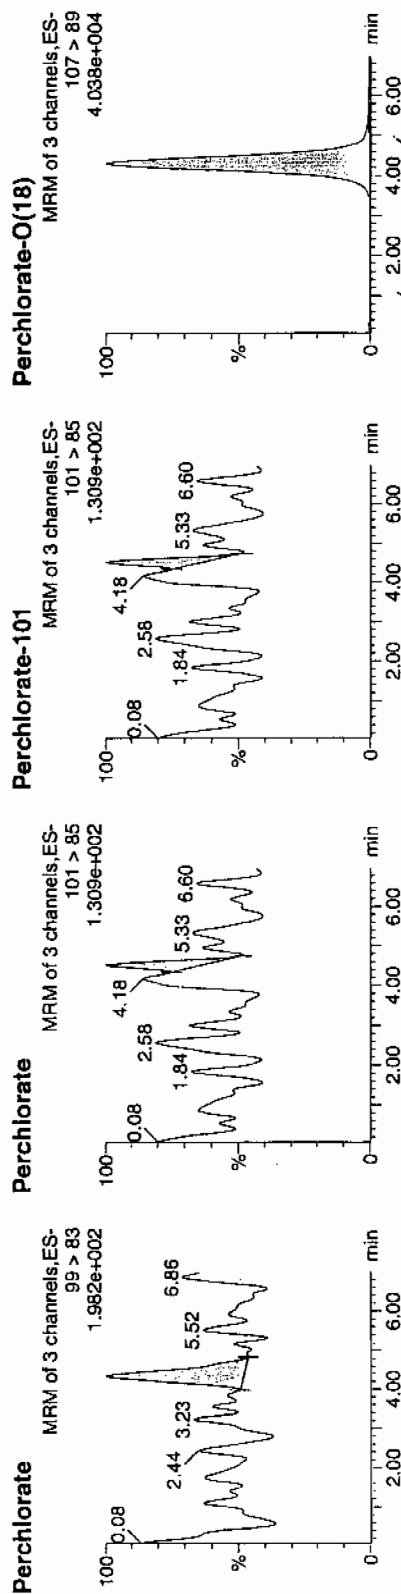 Perchlorate
MRM of 3 channels,ES-
99 > 83
1.982e+002
100
%
0
0.08
2.44
3.23
5.52
6.86
2.00
4.00
6.00
min
Perchlorate
MRM of 3 channels,ES-
101 > 85
1.309e+002
100
%
0
0.08
1.84
2.58
4.18
5.33
6.60
2.00
4.00
6.00
min
Perchlorate-101
MRM of 3 channels,ES-
101 > 85
1.309e+002
100
%
0
0.08
1.84
2.58
4.18
5.33
6.60
2.00
4.00
6.00
min
Perchlorate-O(18)
MRM of 3 channels,ES-
107 > 89
4.038e+004
100
%
0
2.00
4.00
6.00
min